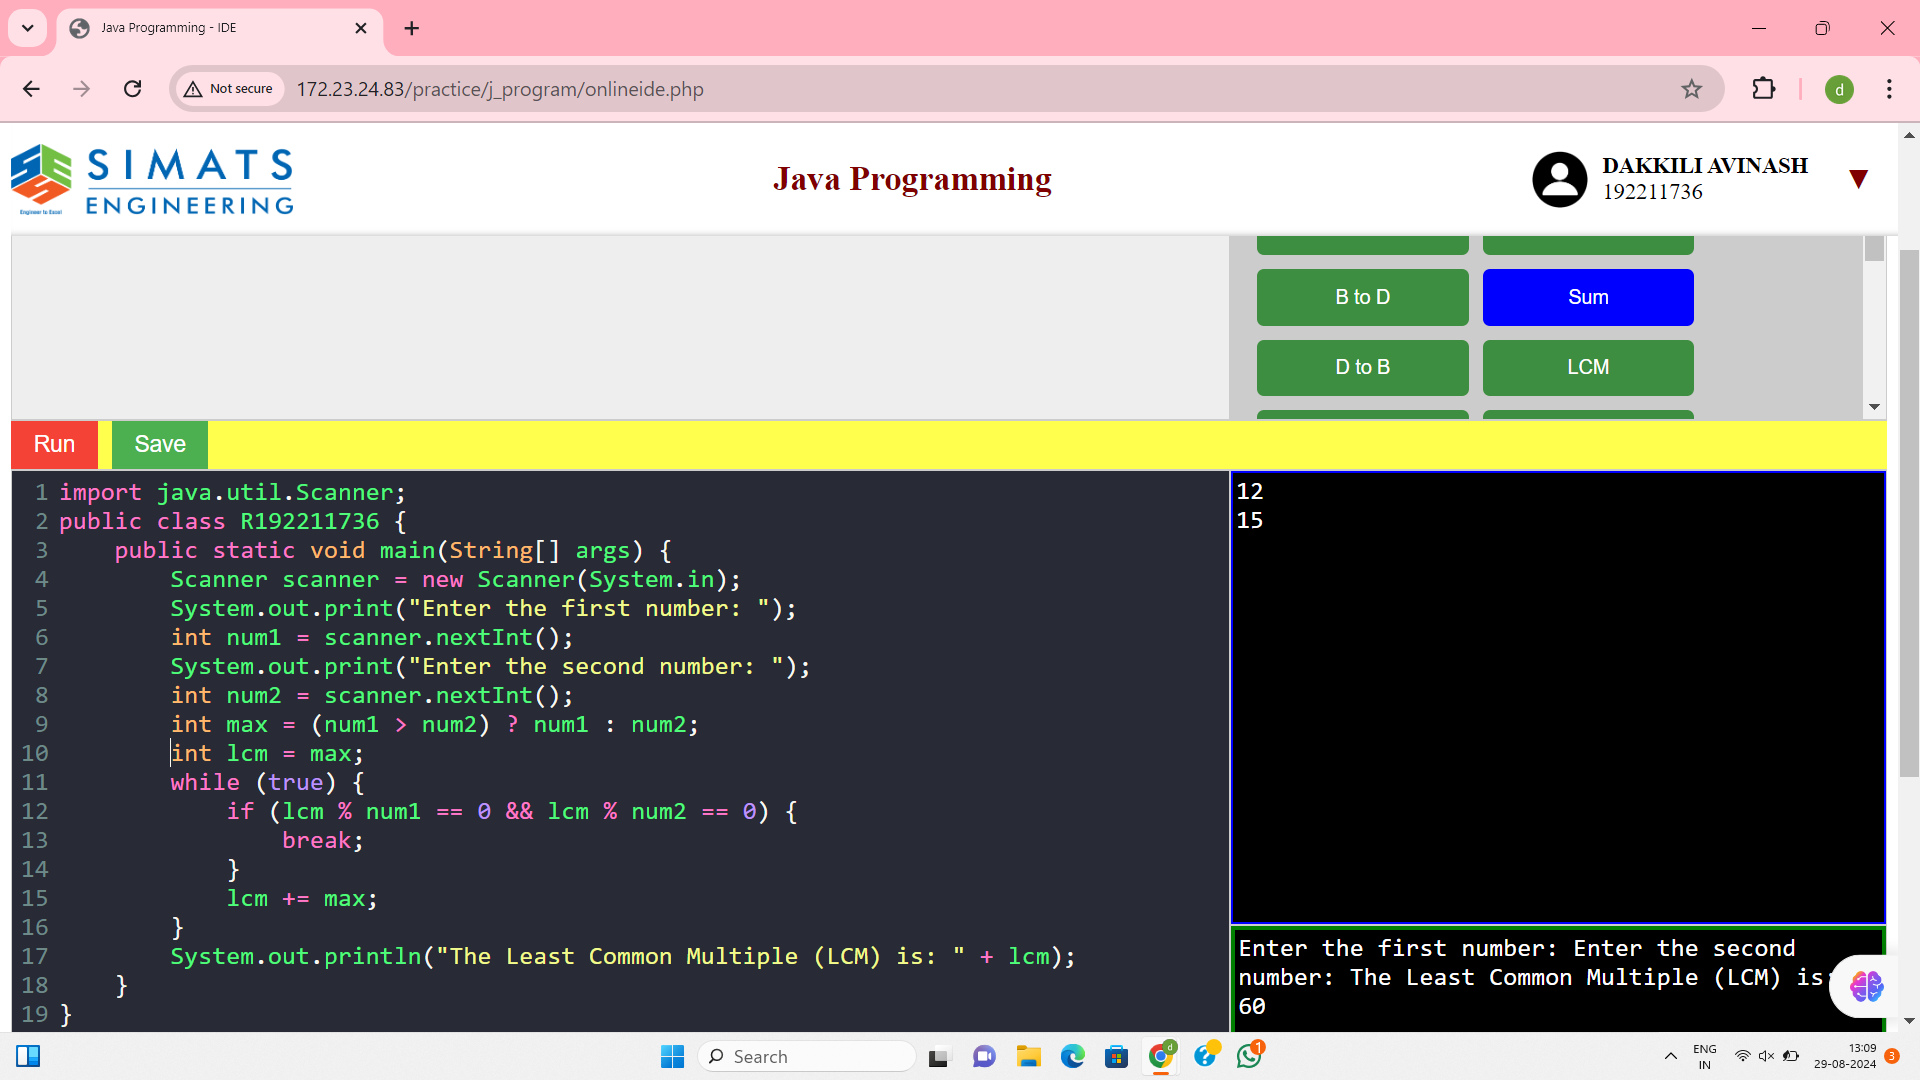 Java Programming - IDE
Not secure
172.23.24.83/practice/j_program/onlineide.php
d
SIMATS
ENGINEERING
Engineer to Excel
Java Programming
DAKKILI AVINASH
192211736
B to D
Sum
D to B
LCM
Run
Save
1 import java.util.Scanner;
2 public class R192211736 {
3     public static void main(String[] args) {
4         Scanner scanner = new Scanner(System.in);
5         System.out.print("Enter the first number: ");
6         int num1 = scanner.nextInt();
7         System.out.print("Enter the second number: ");
8         int num2 = scanner.nextInt();
9         int max = (num1 > num2) ? num1 : num2;
10         int lcm = max;
11         while (true) {
12             if (lcm % num1 == 0 && lcm % num2 == 0) {
13                 break;
14             }
15             lcm += max;
16         }
17         System.out.println("The Least Common Multiple (LCM) is: " + lcm);
18     }
19 }
12
15
Enter the first number: Enter the second
number: The Least Common Multiple (LCM) is:
60
Search
d
1
ENG
IN
13:09
29-08-2024
3